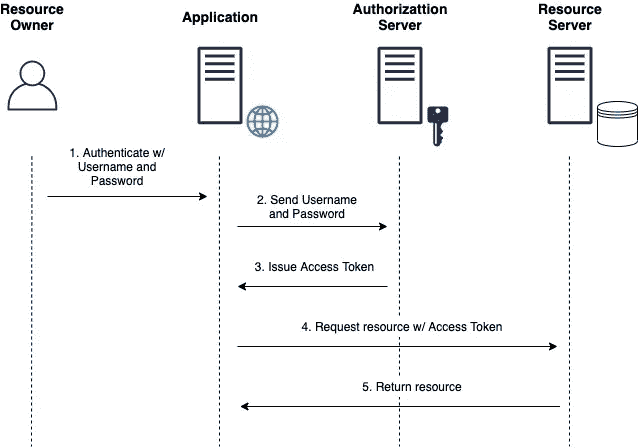 Resource
Owner
Application
Authorizattion
Server
Resource
Server
1. Authenticate w/
Username and
Password
2. Send Username
and Password
3. Issue Access Token
4. Request resource w/ Access Token
5. Return resource